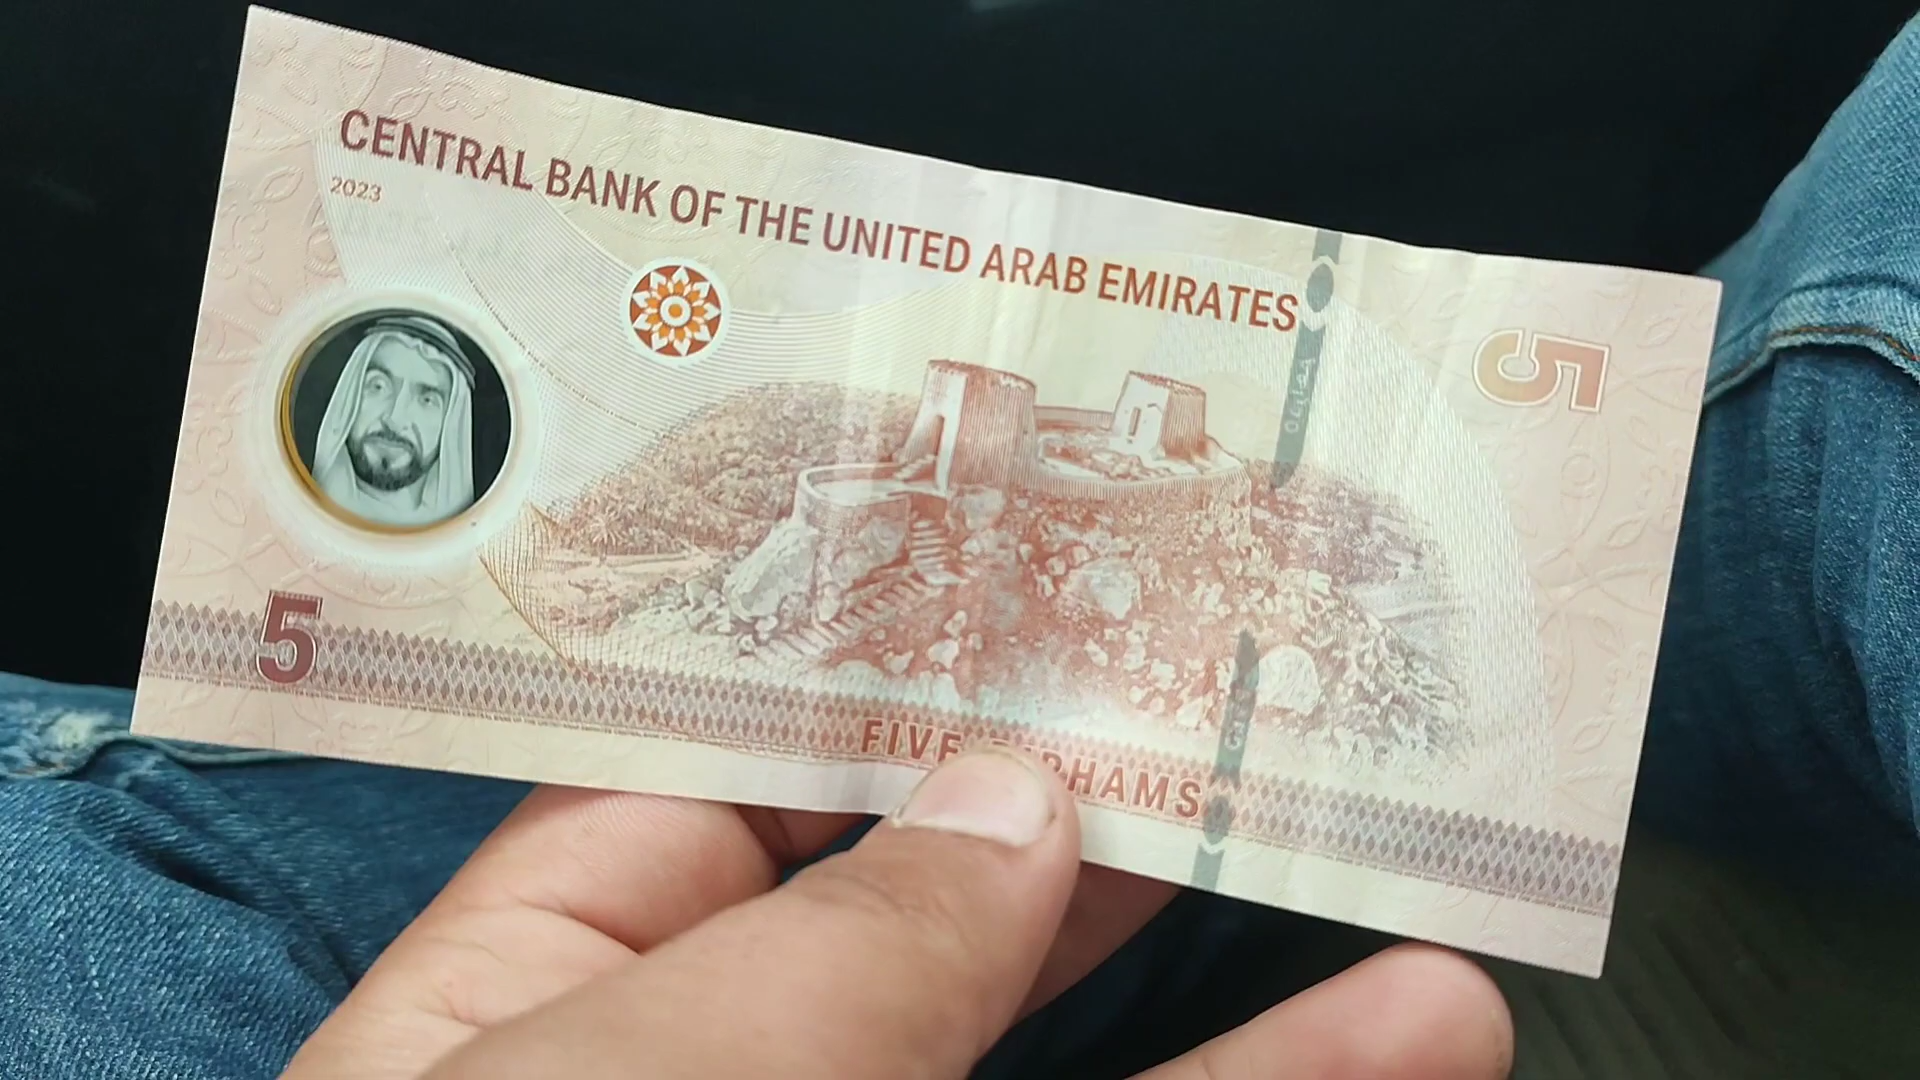 CENTRAL BANK OF THE UNITED ARAB EMIRATES
2023
5
5
FIVE HAMS